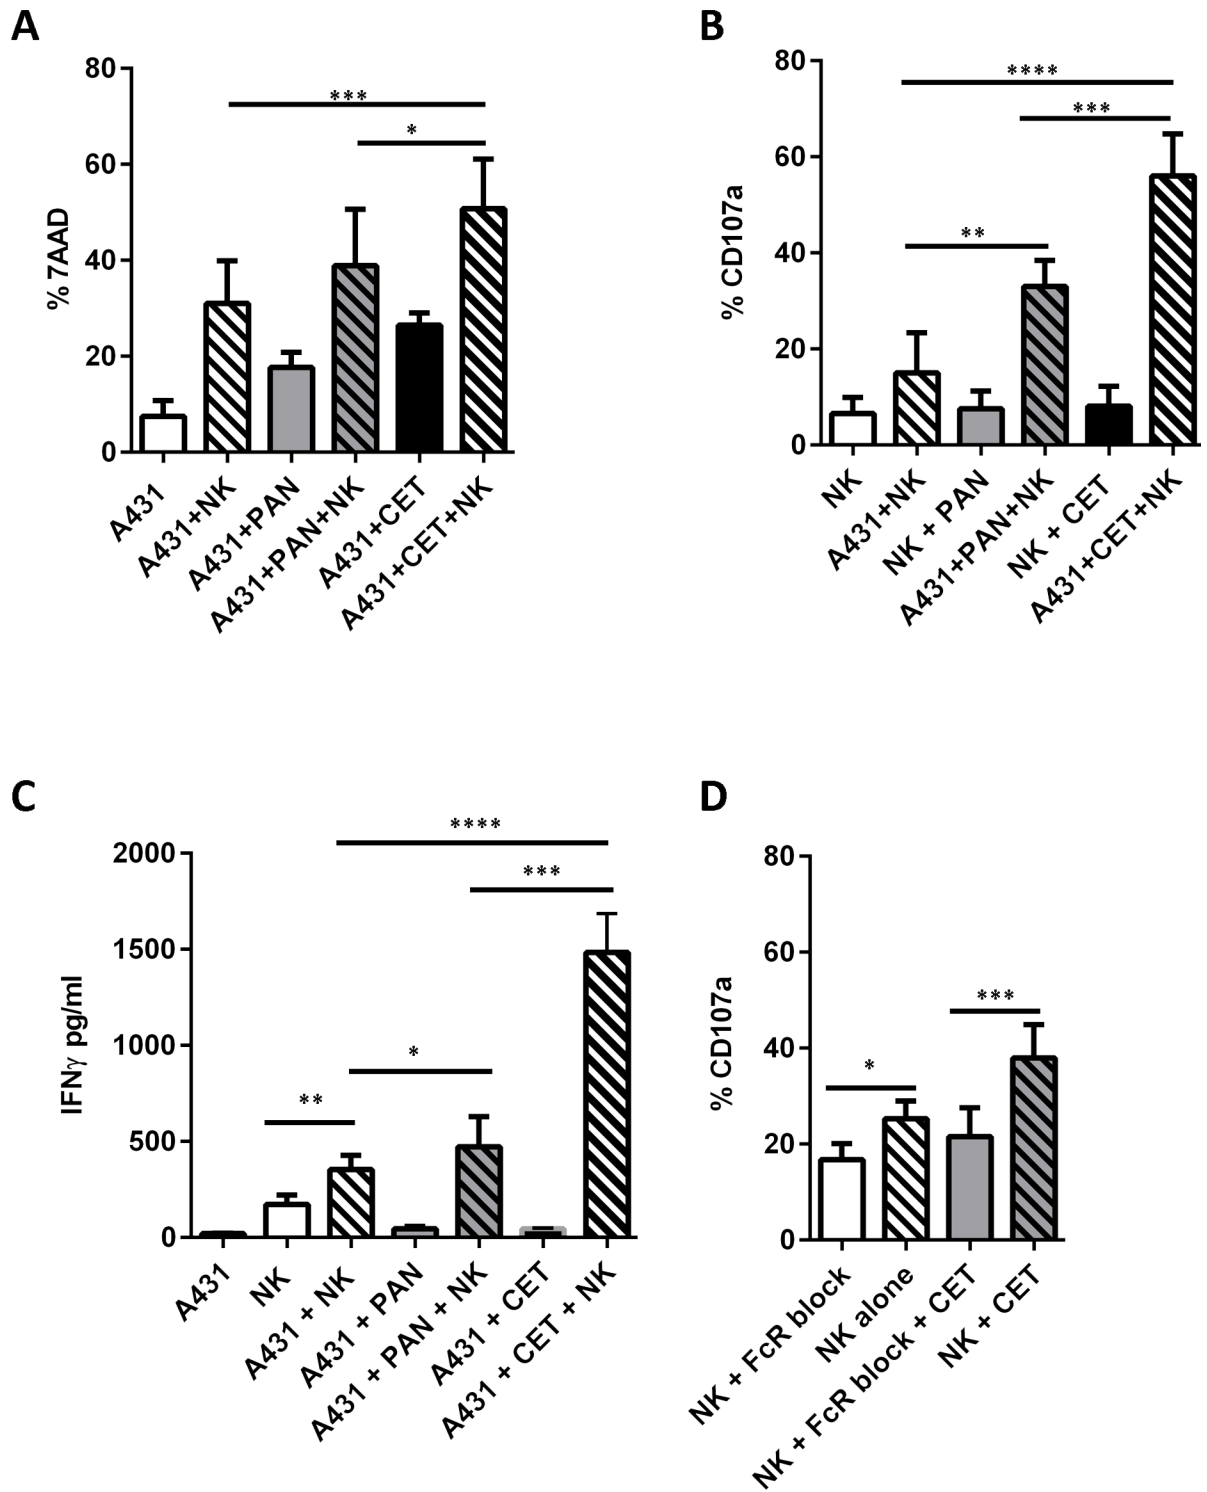 A
% 7AAD
80
60
40
20
0
***
*
A431
A431+NK
A431+PAN
A431+PAN+NK
A431+CET
A431+CET+NK
B
% CD107a
80
60
40
20
0
****
***
**
NK
A431+NK
NK + PAN
A431+PAN+NK
NK + CET
A431+CET+NK
C
IFNγ pg/ml
2000
1500
1000
500
0
****
***
*
**
A431
NK
A431 + NK
A431 + PAN
A431 + PAN + NK
A431 + CET
A431 + CET + NK
D
% CD107a
80
60
40
20
0
***
*
NK + FcR block
NK alone
NK + FcR block + CET
NK + CET